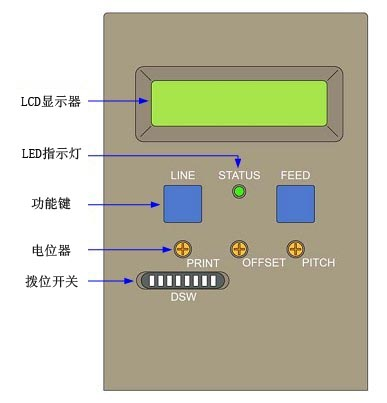 LCD显示器
LED指示灯
LINE STATUS FEED
功能键
电位器
PRINT OFFSET PITCH
拨位开关
DSW